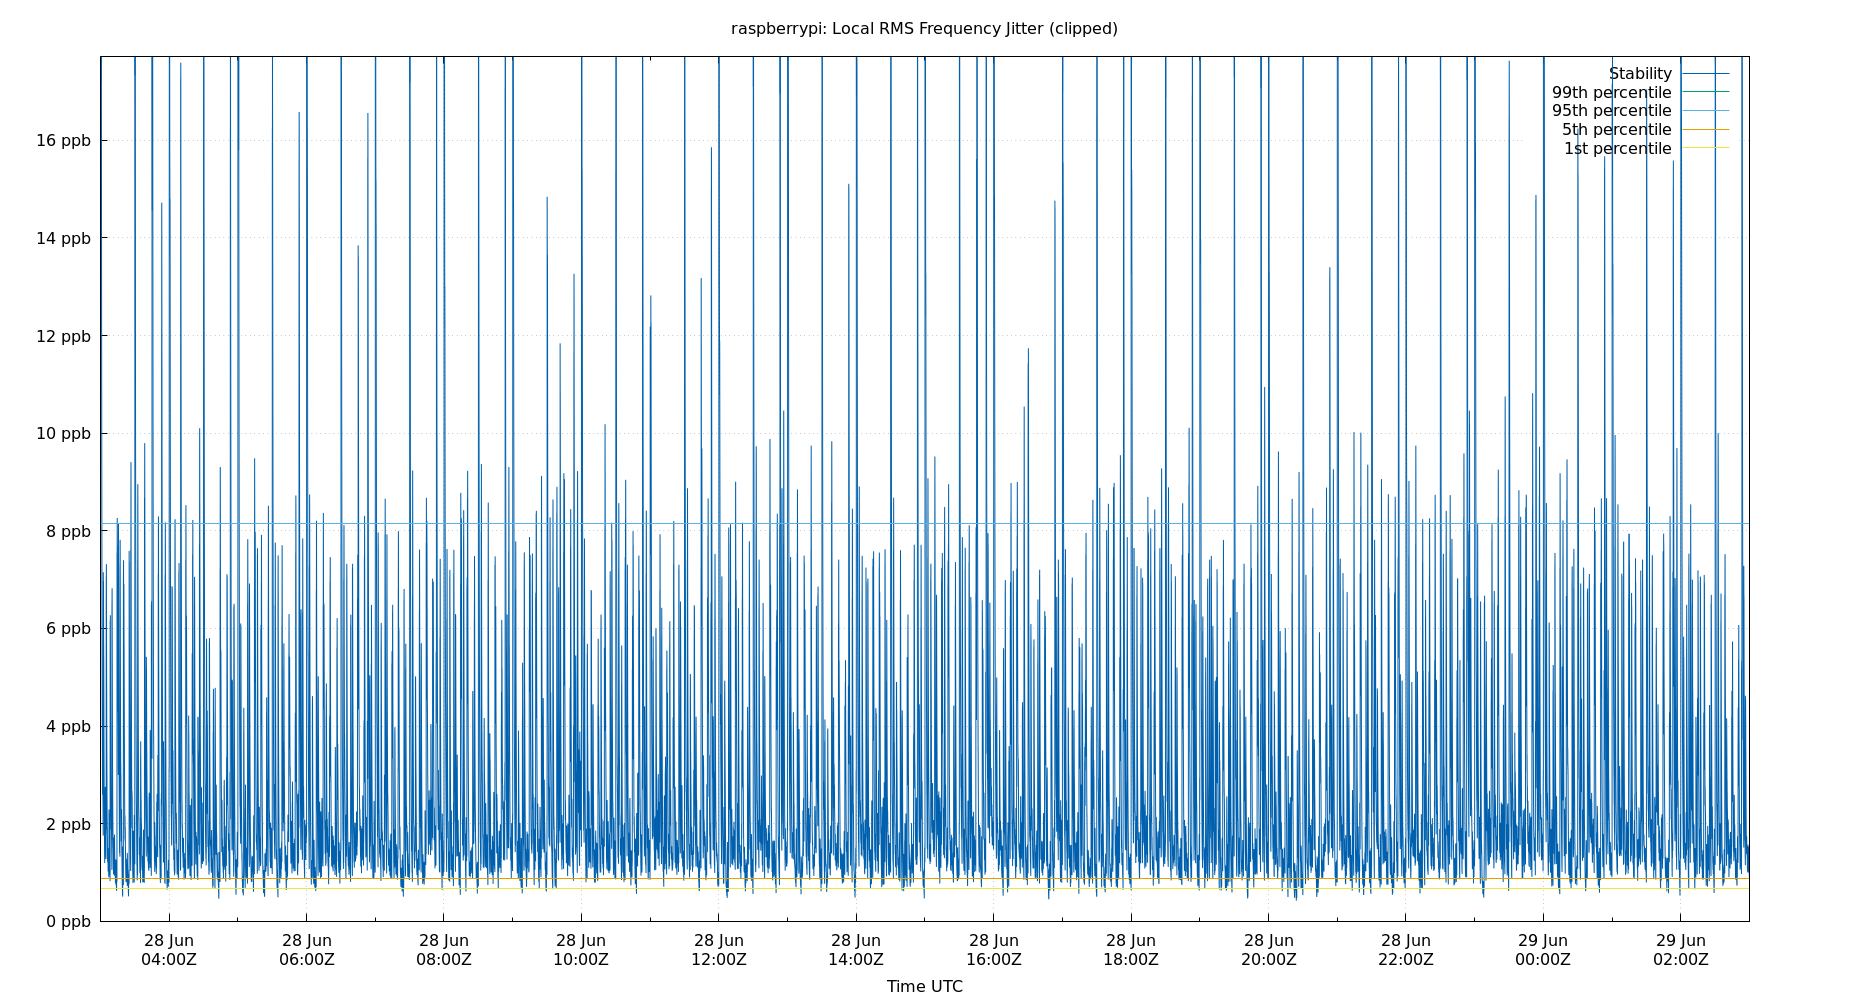 raspberrypi: Local RMS Frequency Jitter (clipped)
Stability
99th percentile
95th percentile
5th percentile
1st percentile
16 ppb
14 ppb
12 ppb
10 ppb
8 ppb
6 ppb
4 ppb
2 ppb
0 ppb
28 Jun 28 Jun 28 Jun 28 Jun 28 Jun 28 Jun 28 Jun 28 Jun 28 Jun 28 Jun 29 Jun 29 Jun
04:00Z 06:00Z 08:00Z 10:00Z 12:00Z 14:00Z 16:00Z 18:00Z 20:00Z 22:00Z 00:00Z 02:00Z
Time UTC